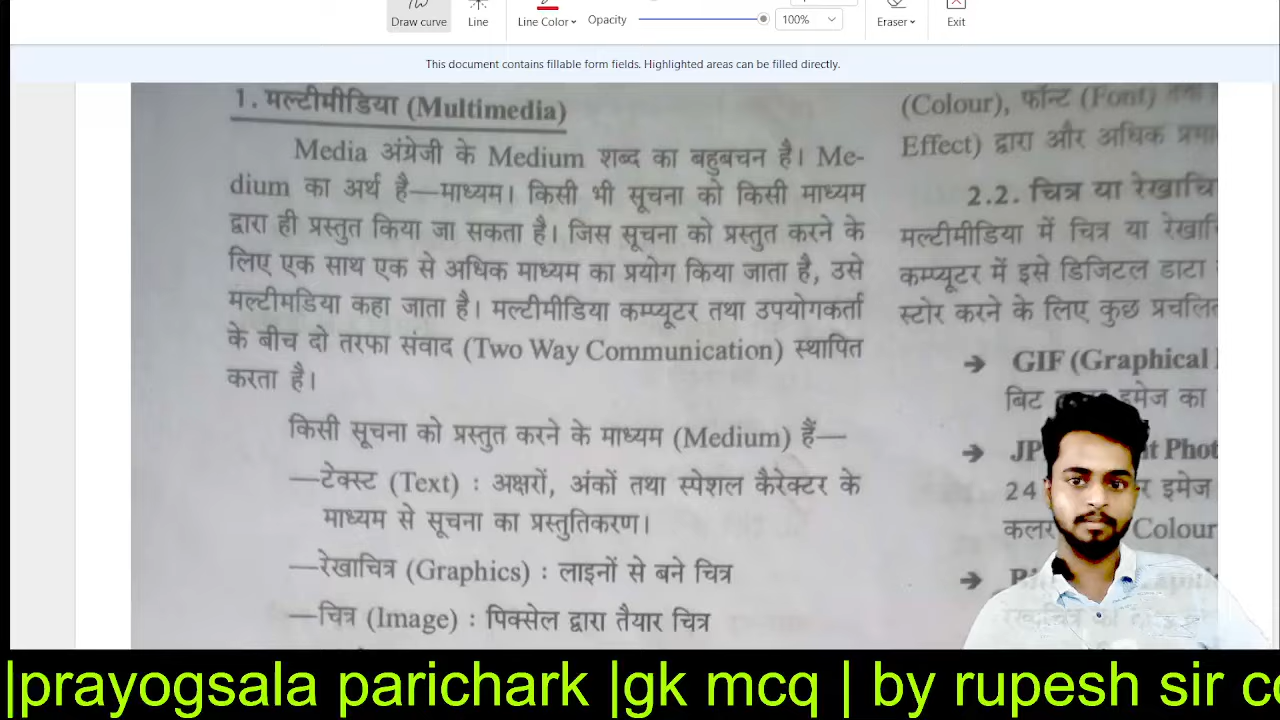 Draw curve
Line
Line Color
Opacity
100%
Eraser
Exit
This document contains fillable form fields. Highlighted areas can be filled directly.
1. मल्टीमीडिया (Multimedia)
Media अंग्रेजी के Medium शब्द का बहुबचन है। Me-
dium का अर्थ है—माध्यम। किसी भी सूचना को किसी माध्यम
द्वारा ही प्रस्तुत किया जा सकता है। जिस सूचना को प्रस्तुत करने के
लिए एक साथ एक से अधिक माध्यम का प्रयोग किया जाता है, उसे
मल्टीमडिया कहा जाता है। मल्टीमीडिया कम्प्यूटर तथा उपयोगकर्ता
के बीच दो तरफा संवाद (Two Way Communication) स्थापित
करता है।
किसी सूचना को प्रस्तुत करने के माध्यम (Medium) हैं—
—टेक्स्ट (Text) : अक्षरों, अंकों तथा स्पेशल कैरेक्टर के
माध्यम से सूचना का प्रस्तुतिकरण।
—रेखाचित्र (Graphics) : लाइनों से बने चित्र
—चित्र (Image) : पिक्सेल द्वारा तैयार चित्र
(Colour), फॉन्ट (Font) तथा
Effect) द्वारा और अधिक
2.2. चित्र या
मल्टीमीडिया में चित्र या
कम्प्यूटर में इसे डिजिटल डाटा
स्टोर करने के लिए कुछ
→ GIF (Graphical
बिट इमेज का
→
24 इमेज
Colour
→
|prayogsala parichark |gk mcq | by rupesh sir